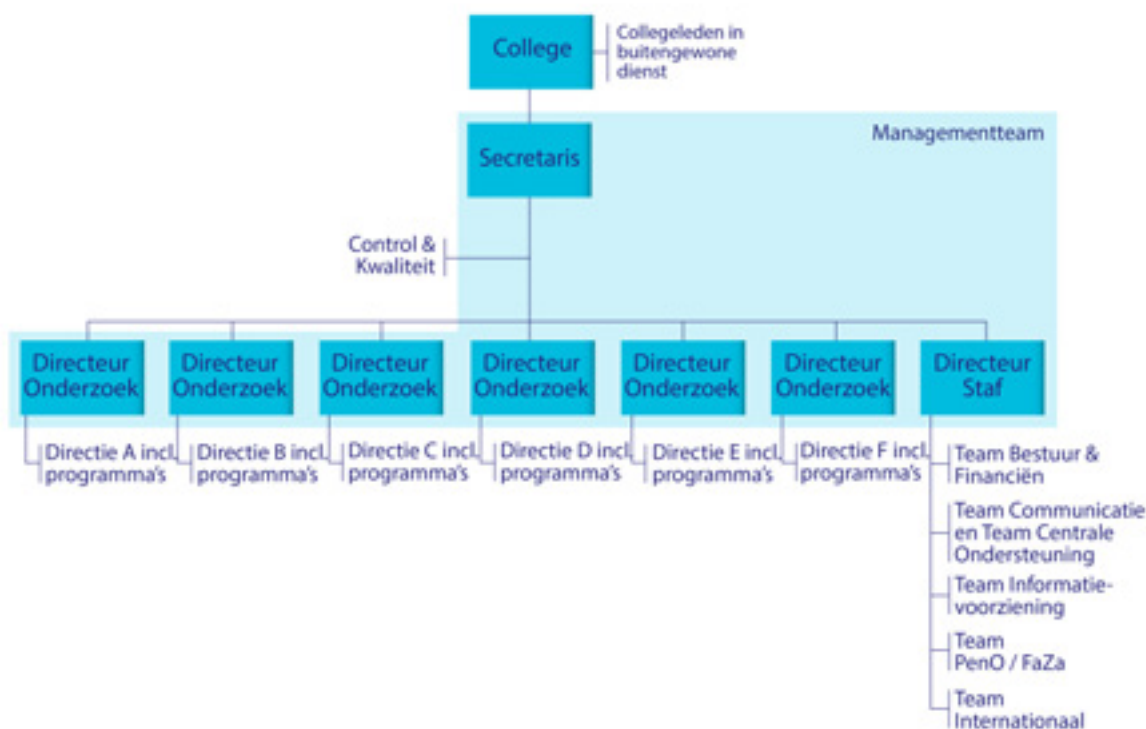 College
Collegeleden in
buitengewone
dienst
Managementteam
Secretaris
Control &
Kwaliteit
Directeur
Onderzoek
Directeur
Onderzoek
Directeur
Onderzoek
Directeur
Onderzoek
Directeur
Onderzoek
Directeur
Onderzoek
Directeur
Staf
Directie A incl.
programma's
Directie B incl.
programma's
Directie C incl.
programma's
Directie D incl.
programma's
Directie E incl.
programma's
Directie F incl.
programma's
Team Bestuur &
Financiën
Team Communicatie
en Team Centrale
Ondersteuning
Team Informatie-
voorziening
Team
PenO / FaZa
Team
Internationaal